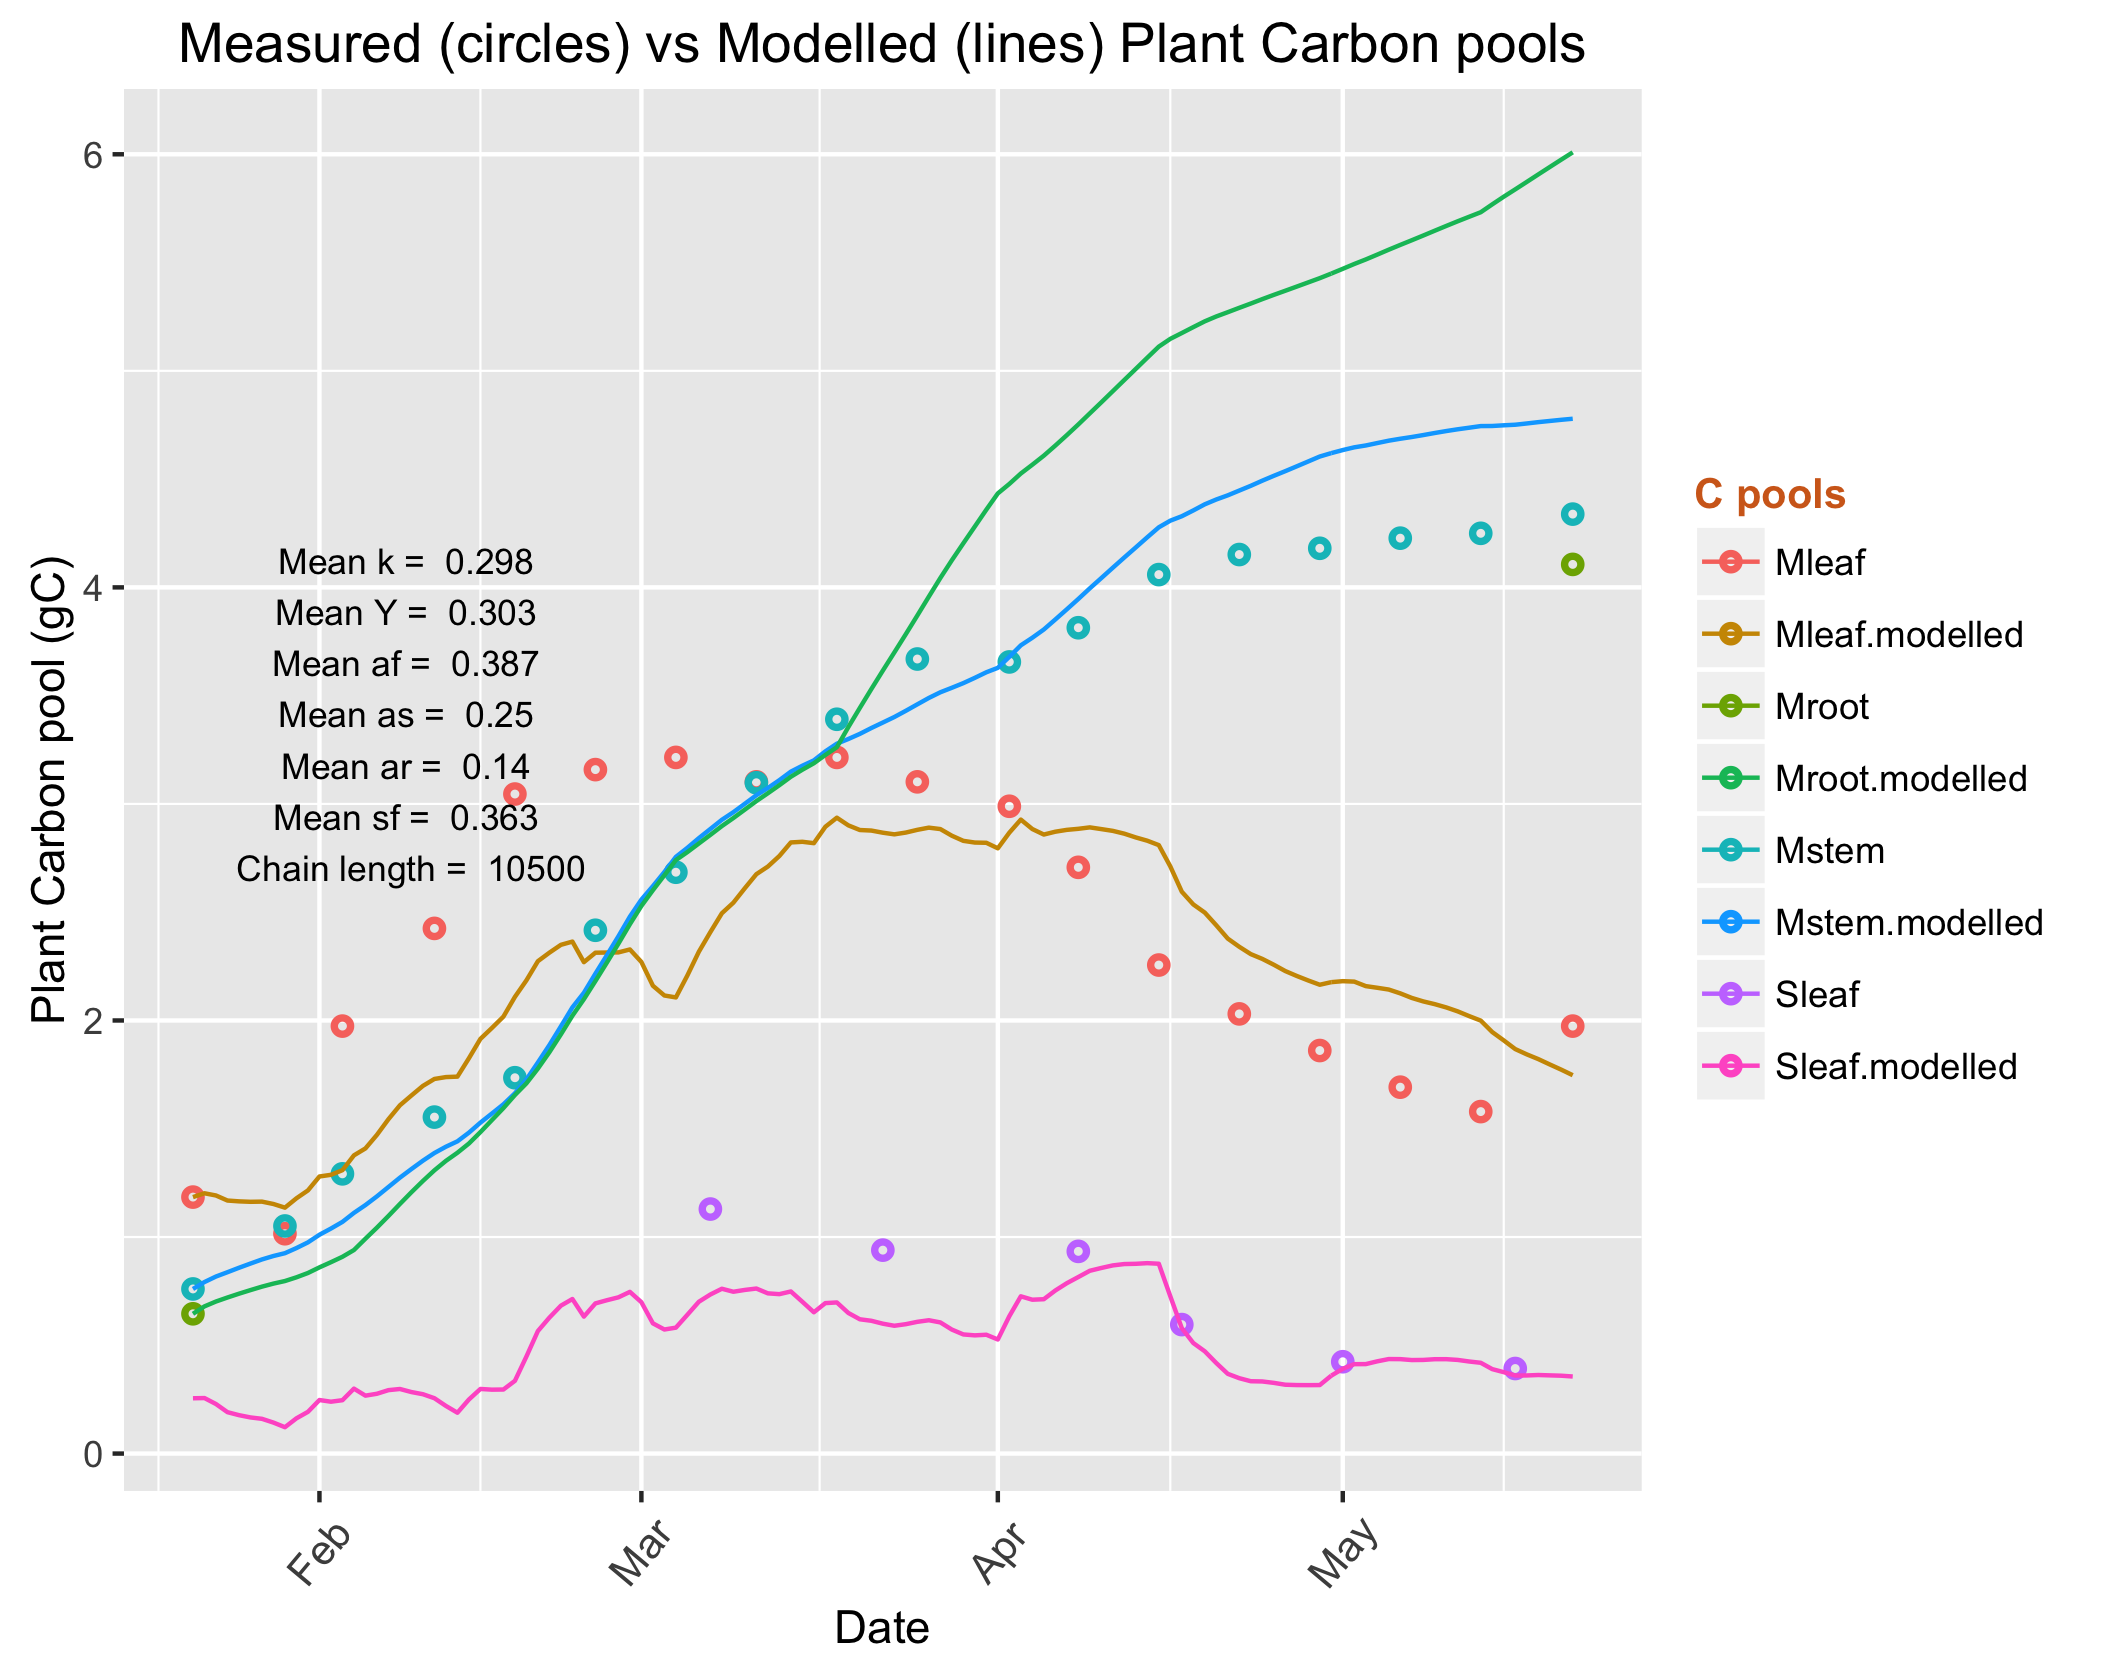 Measured (circles) vs Modelled (lines) Plant Carbon pools
Plant Carbon pool (gC)
6
4
2
0
Mean k = 0.298
Mean Y = 0.303
Mean af = 0.387
Mean as = 0.25
Mean ar = 0.14
Mean sf = 0.363
Chain length = 10500
Feb
Mar
Apr
May
Date
C pools
Mleaf
Mleaf.modelled
Mroot
Mroot.modelled
Mstem
Mstem.modelled
Sleaf
Sleaf.modelled